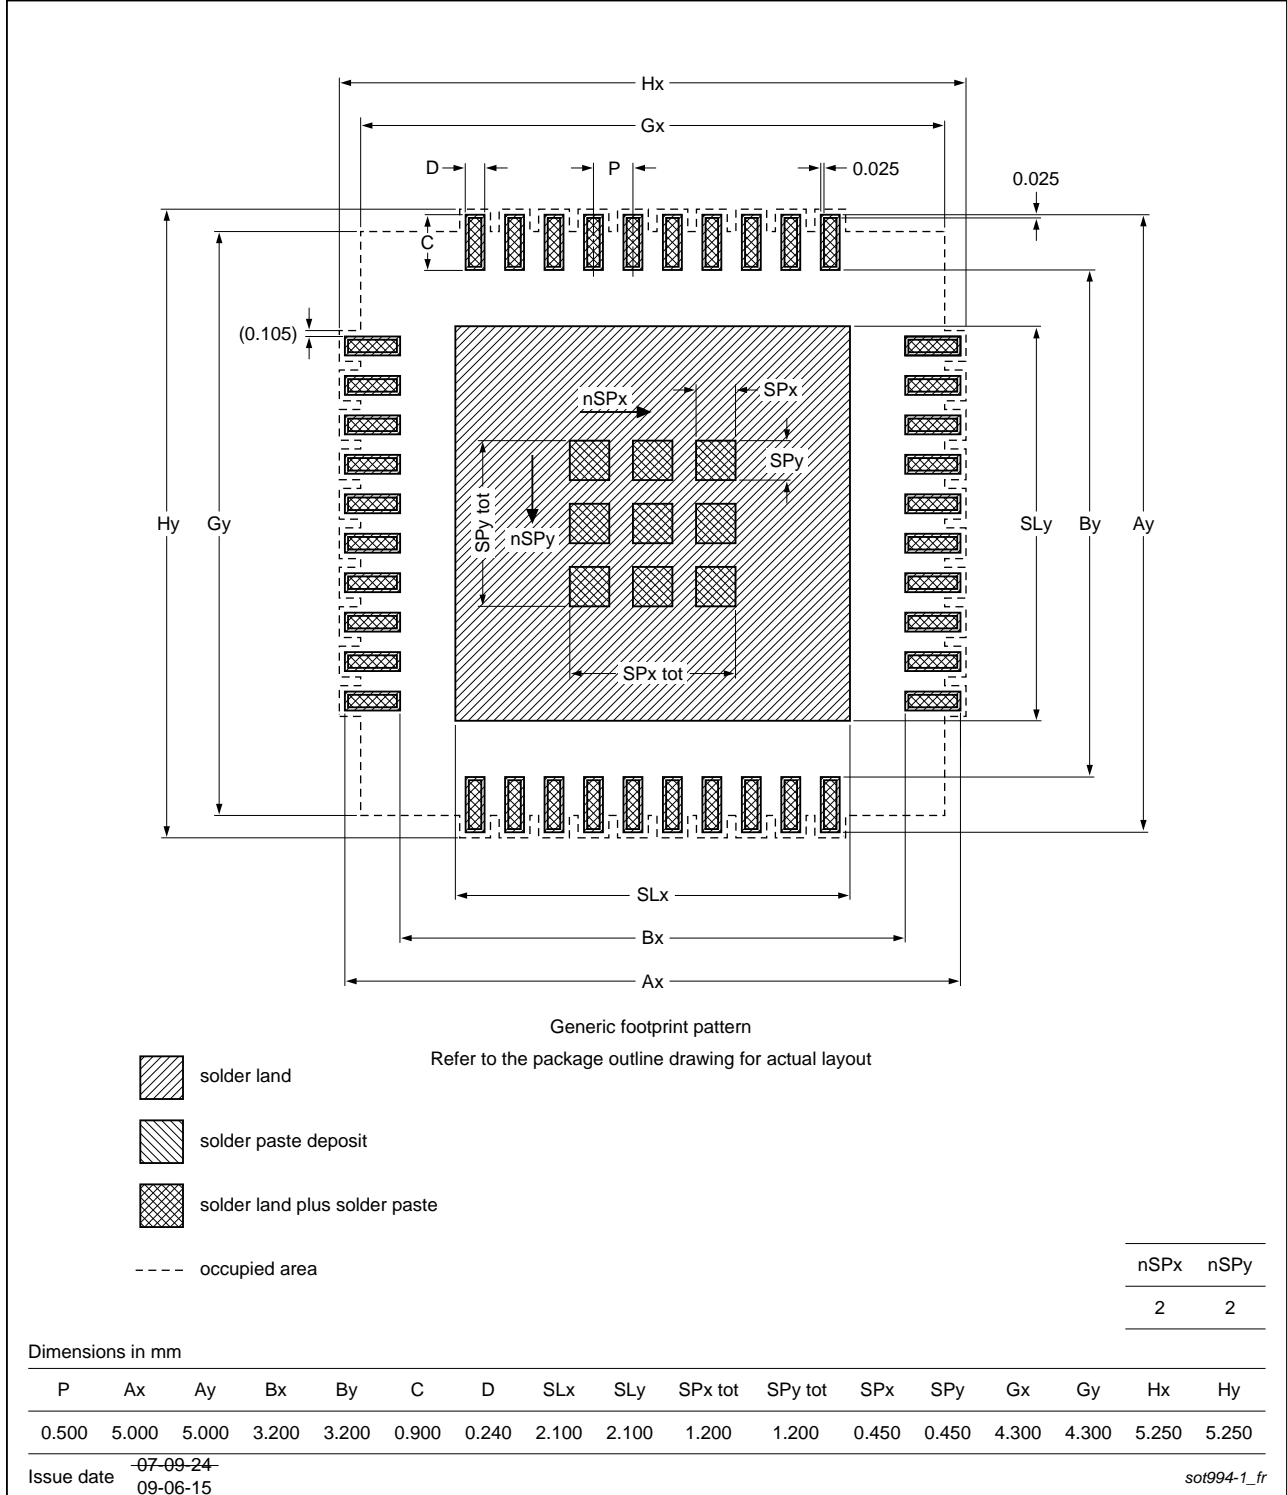 Hx
Gx
D
P
0.025
0.025
C
(0.105)
nSPx
SPx
SPy
SPy tot
nSPy
Hy
Gy
SLy
By
Ay
SPx tot
SLx
Bx
Ax
Generic footprint pattern
Refer to the package outline drawing for actual layout
solder land
solder paste deposit
solder land plus solder paste
occupied area
nSPx nSPy
2 2
Dimensions in mm
P Ax Ay Bx By C D SLx SLy SPx tot SPy tot SPx SPy Gx Gy Hx Hy
0.500 5.000 5.000 3.200 3.200 0.900 0.240 2.100 2.100 1.200 1.200 0.450 0.450 4.300 4.300 5.250 5.250
Issue date 07-09-24
09-06-15
sot994-1_fr